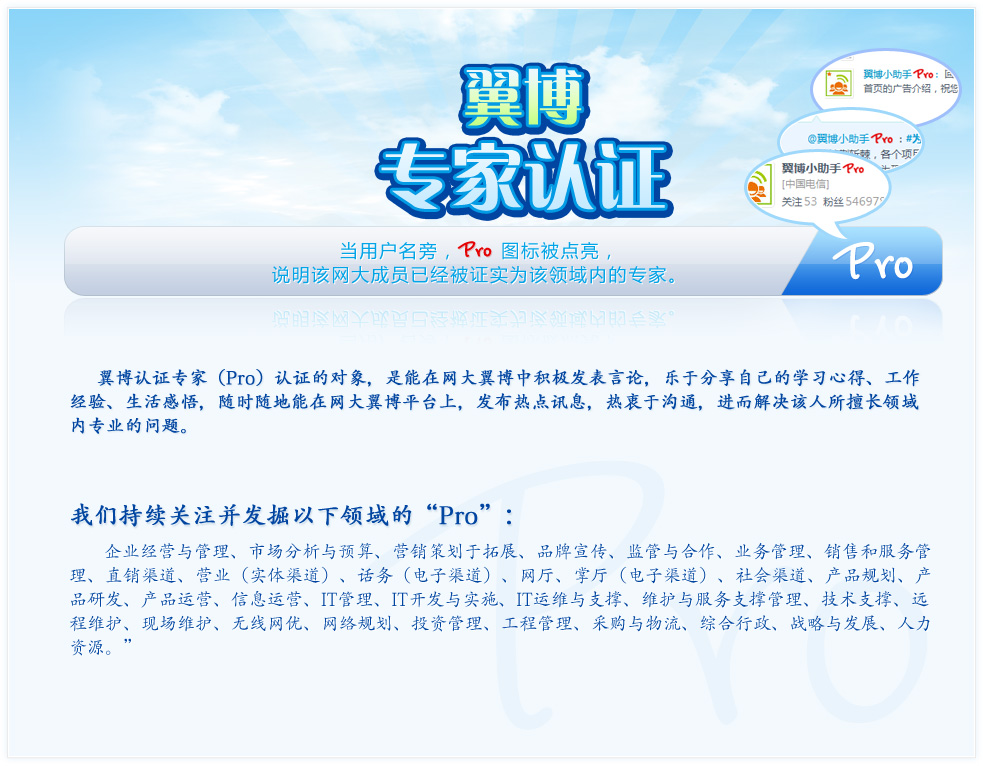 翼博
专家认证
翼博小助手Pro：
首页的广告介绍，祝您
@翼博小助手Pro：#为
，各个项目
翼博小助手Pro
[中国电信]
关注53 粉丝546979
当用户名旁，Pro 图标被点亮，
说明该网大成员已经被证实为该领域内的专家。
Pro
翼博认证专家（Pro）认证的对象，是能在网大翼博中积极发表言论，乐于分享自己的学习心得、工作
经验、生活感悟，随时随地能在网大翼博平台上，发布热点讯息，热衷于沟通，进而解决该人所擅长领域
内专业的问题。
我们持续关注并发掘以下领域的“Pro”：
企业经营与管理、市场分析与预算、营销策划于拓展、品牌宣传、监管与合作、业务管理、销售和服务管
理、直销渠道、营业（实体渠道）、话务（电子渠道）、网厅、掌厅（电子渠道）、社会渠道、产品规划、产
品研发、产品运营、信息运营、IT管理、IT开发与实施、IT运维与支撑、维护与服务支撑管理、技术支撑、远
程维护、现场维护、无线网优、网络规划、投资管理、工程管理、采购与物流、综合行政、战略与发展、人力
资源。”